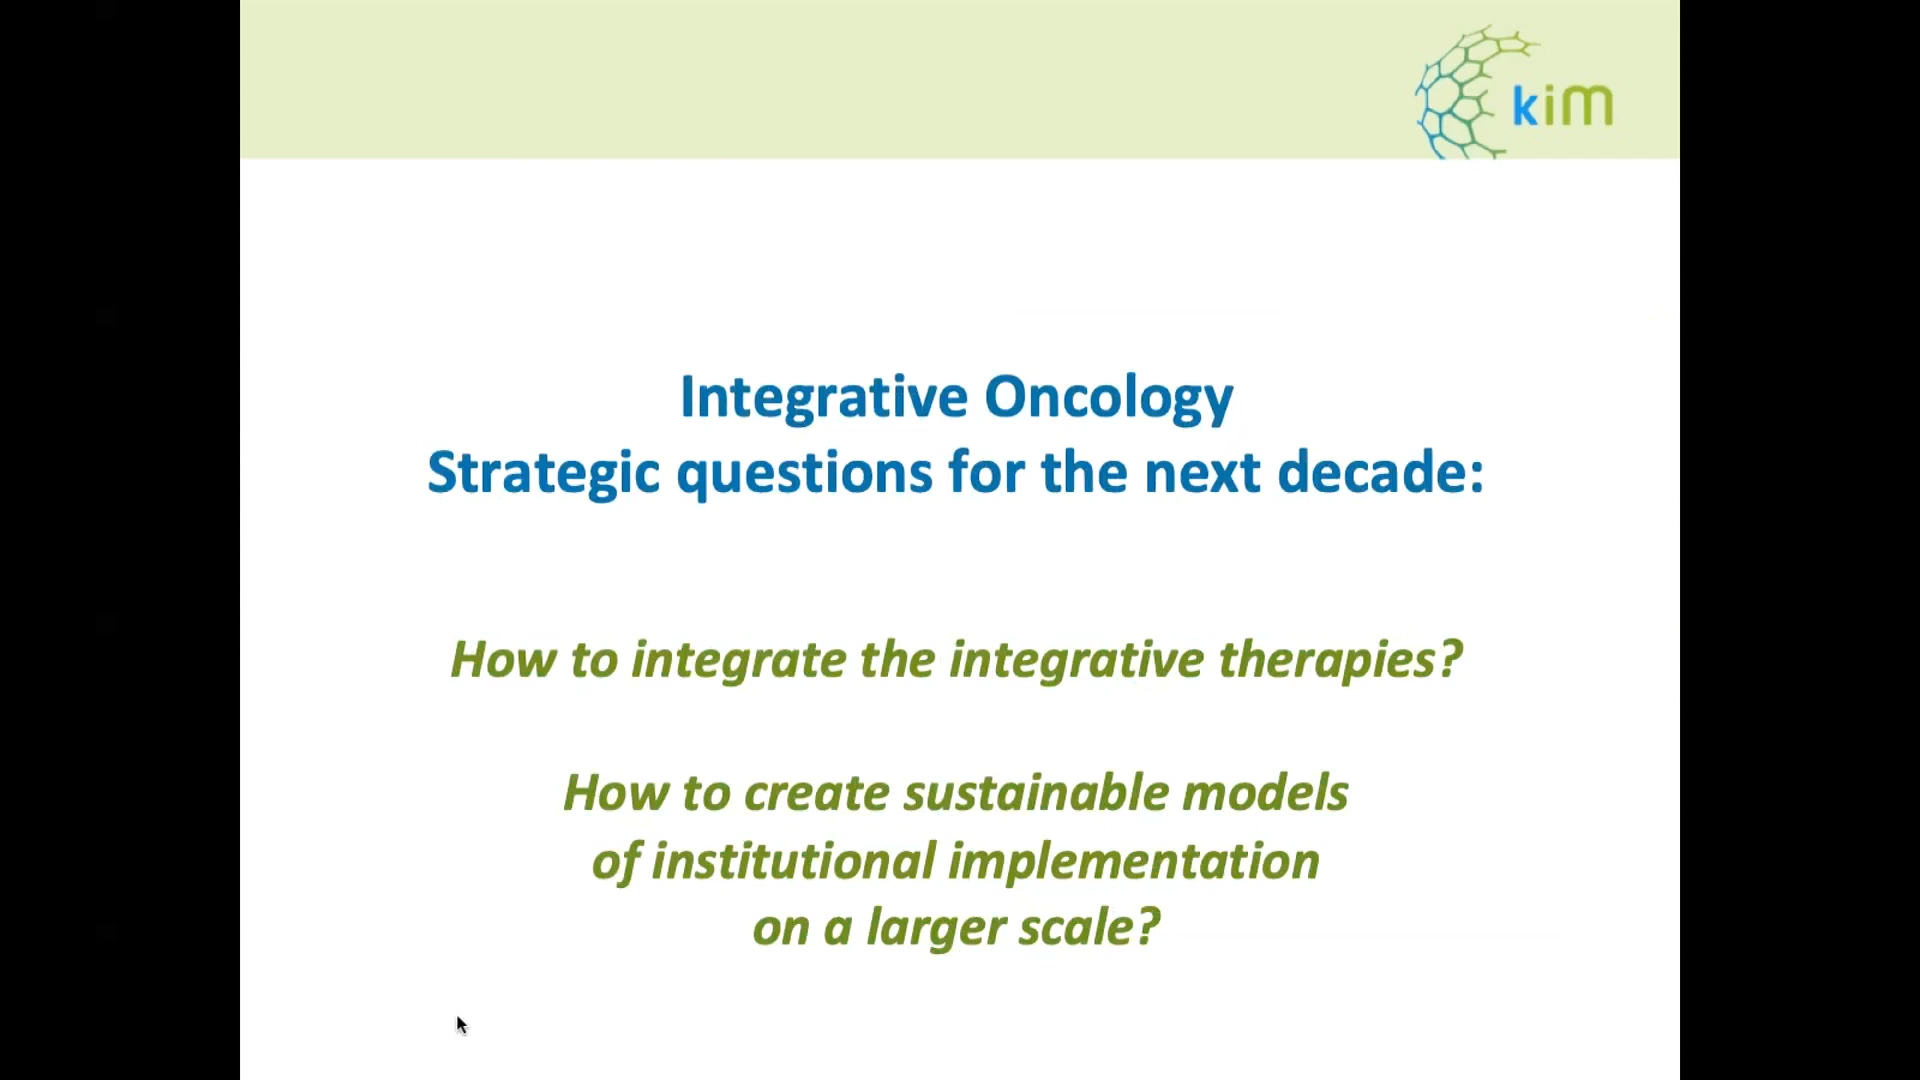 kim
Integrative Oncology
Strategic questions for the next decade:
How to integrate the integrative therapies?
How to create sustainable models
of institutional implementation
on a larger scale?